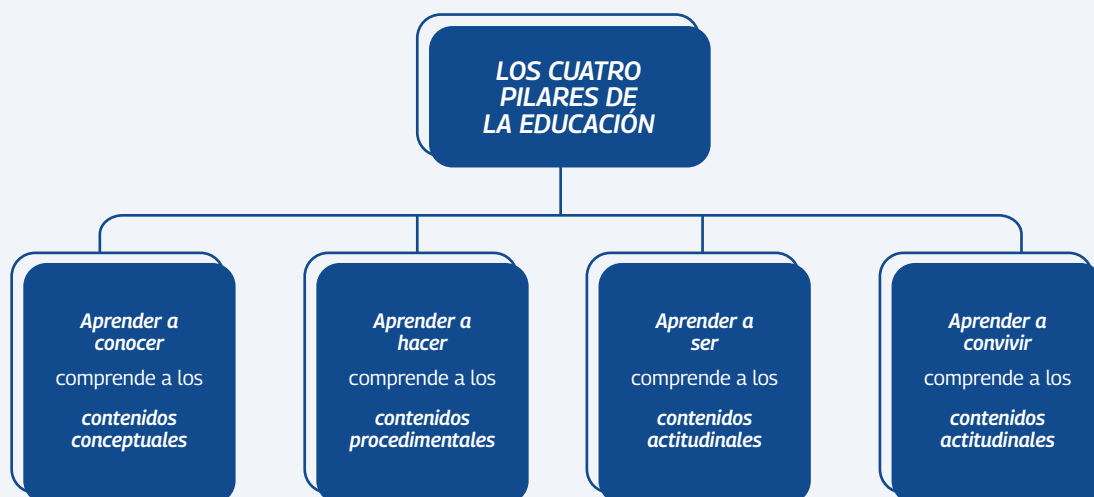 LOS CUATRO
PILARES DE
LA EDUCACIÓN
Aprender a
conocer
comprende a los
contenidos
conceptuales
Aprender a
hacer
comprende a los
contenidos
procedimentales
Aprender a
ser
comprende a los
contenidos
actitudinales
Aprender a
convivir
comprende a los
contenidos
actitudinales